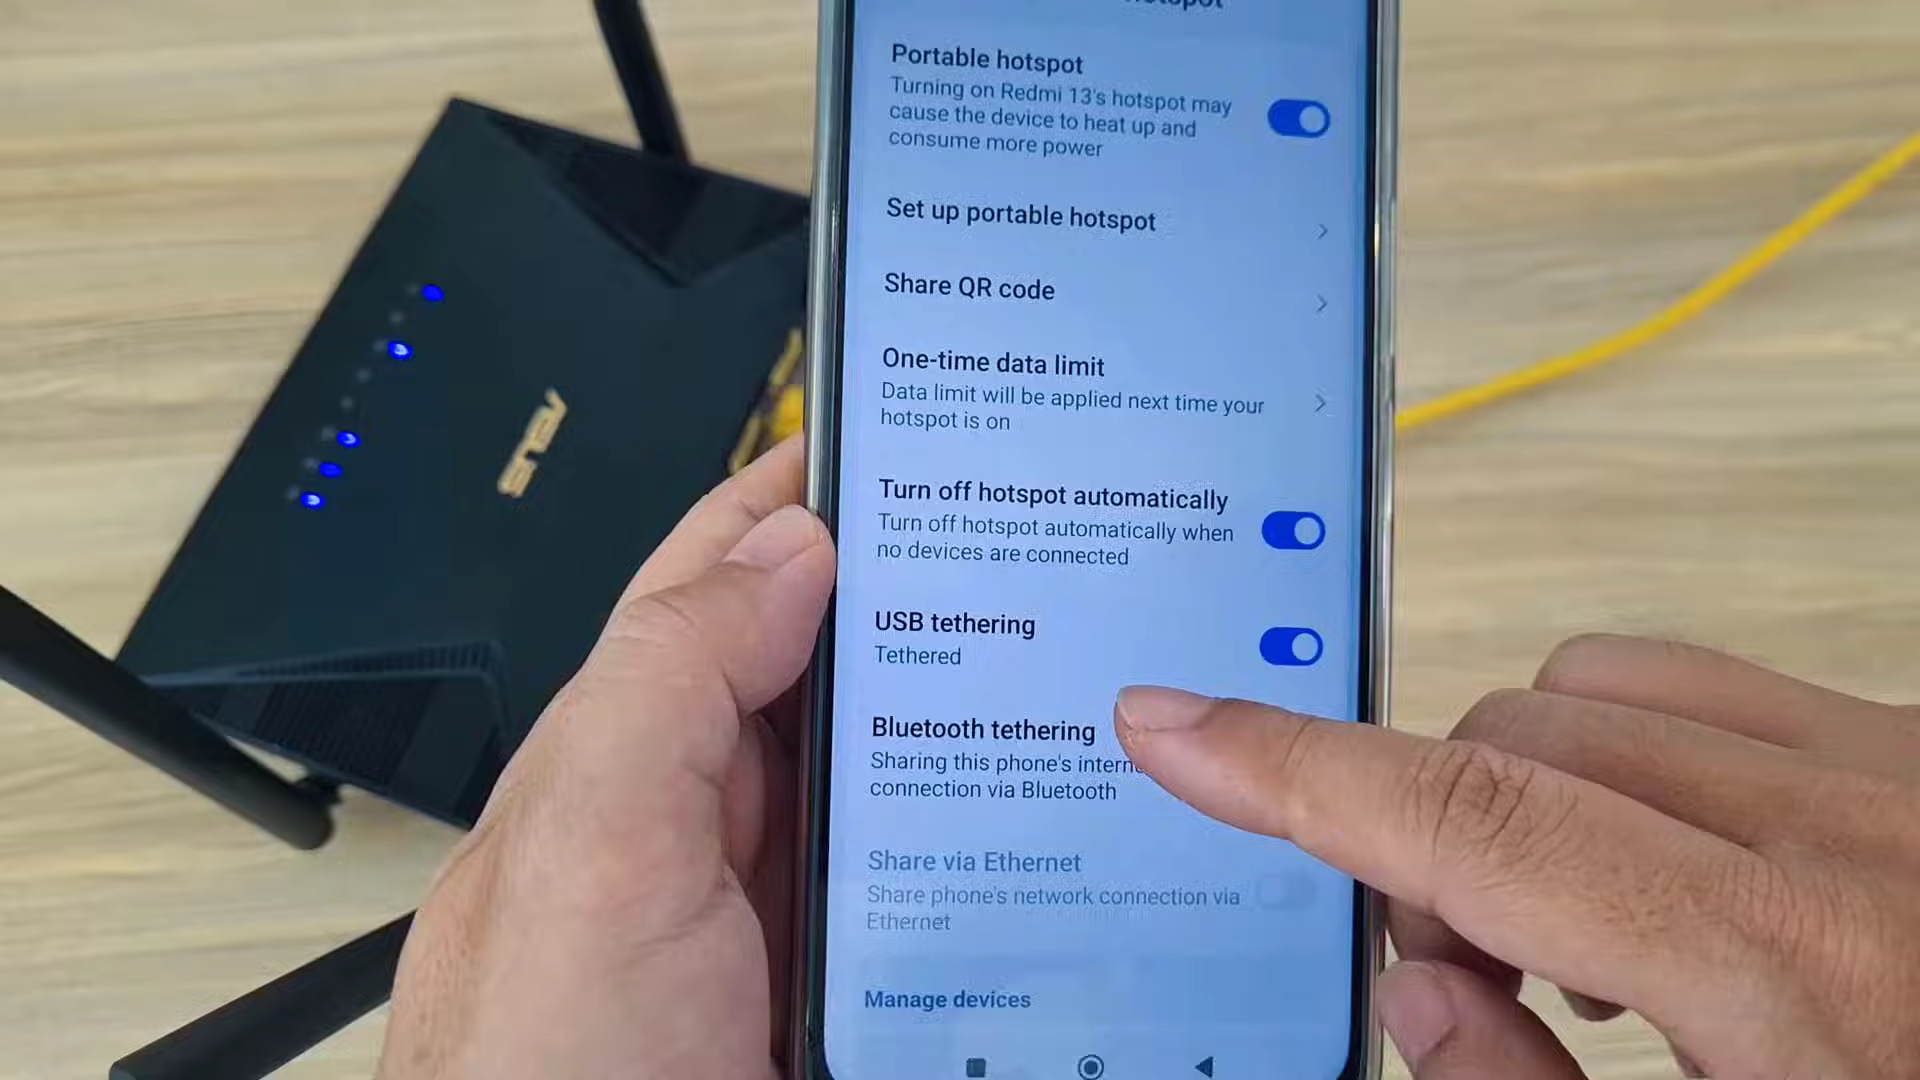 hotspot
Portable hotspot
Turning on Redmi 13's hotspot may
cause the device to heat up and
consume more power
Set up portable hotspot
Share QR code
One-time data limit
Data limit will be applied next time your
hotspot is on
Turn off hotspot automatically
Turn off hotspot automatically when
no devices are connected
USB tethering
Tethered
Bluetooth tethering
Sharing this phone's intern
connection via Bluetooth
Share via Ethernet
Share phone's network connection via
Ethernet
Manage devices
ASUS